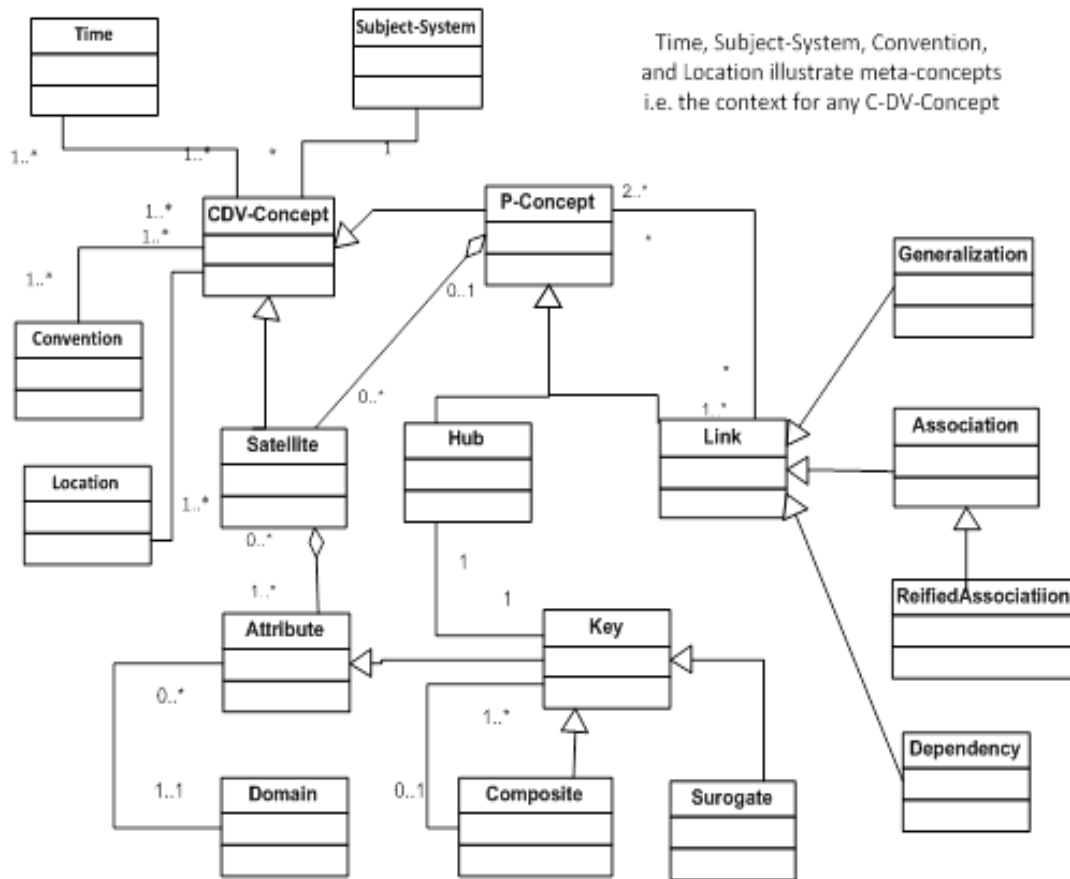 Time
Subject-System
Time, Subject-System, Convention,
and Location illustrate meta-concepts
i.e. the context for any C-DV-Concept
1..*
1..*
*
1
CDV-Concept
P-Concept
2..*
*
1..*
1..*
1..*
0..1
Generalization
Convention
0..*
*
1..*
Satellite
Hub
Link
Association
Location
1..*
0..*
1
ReifiedAssociatiion
1..*
1
Attribute
Key
0..*
1..*
Dependency
1..1
Domain
0..1
Composite
Surogate